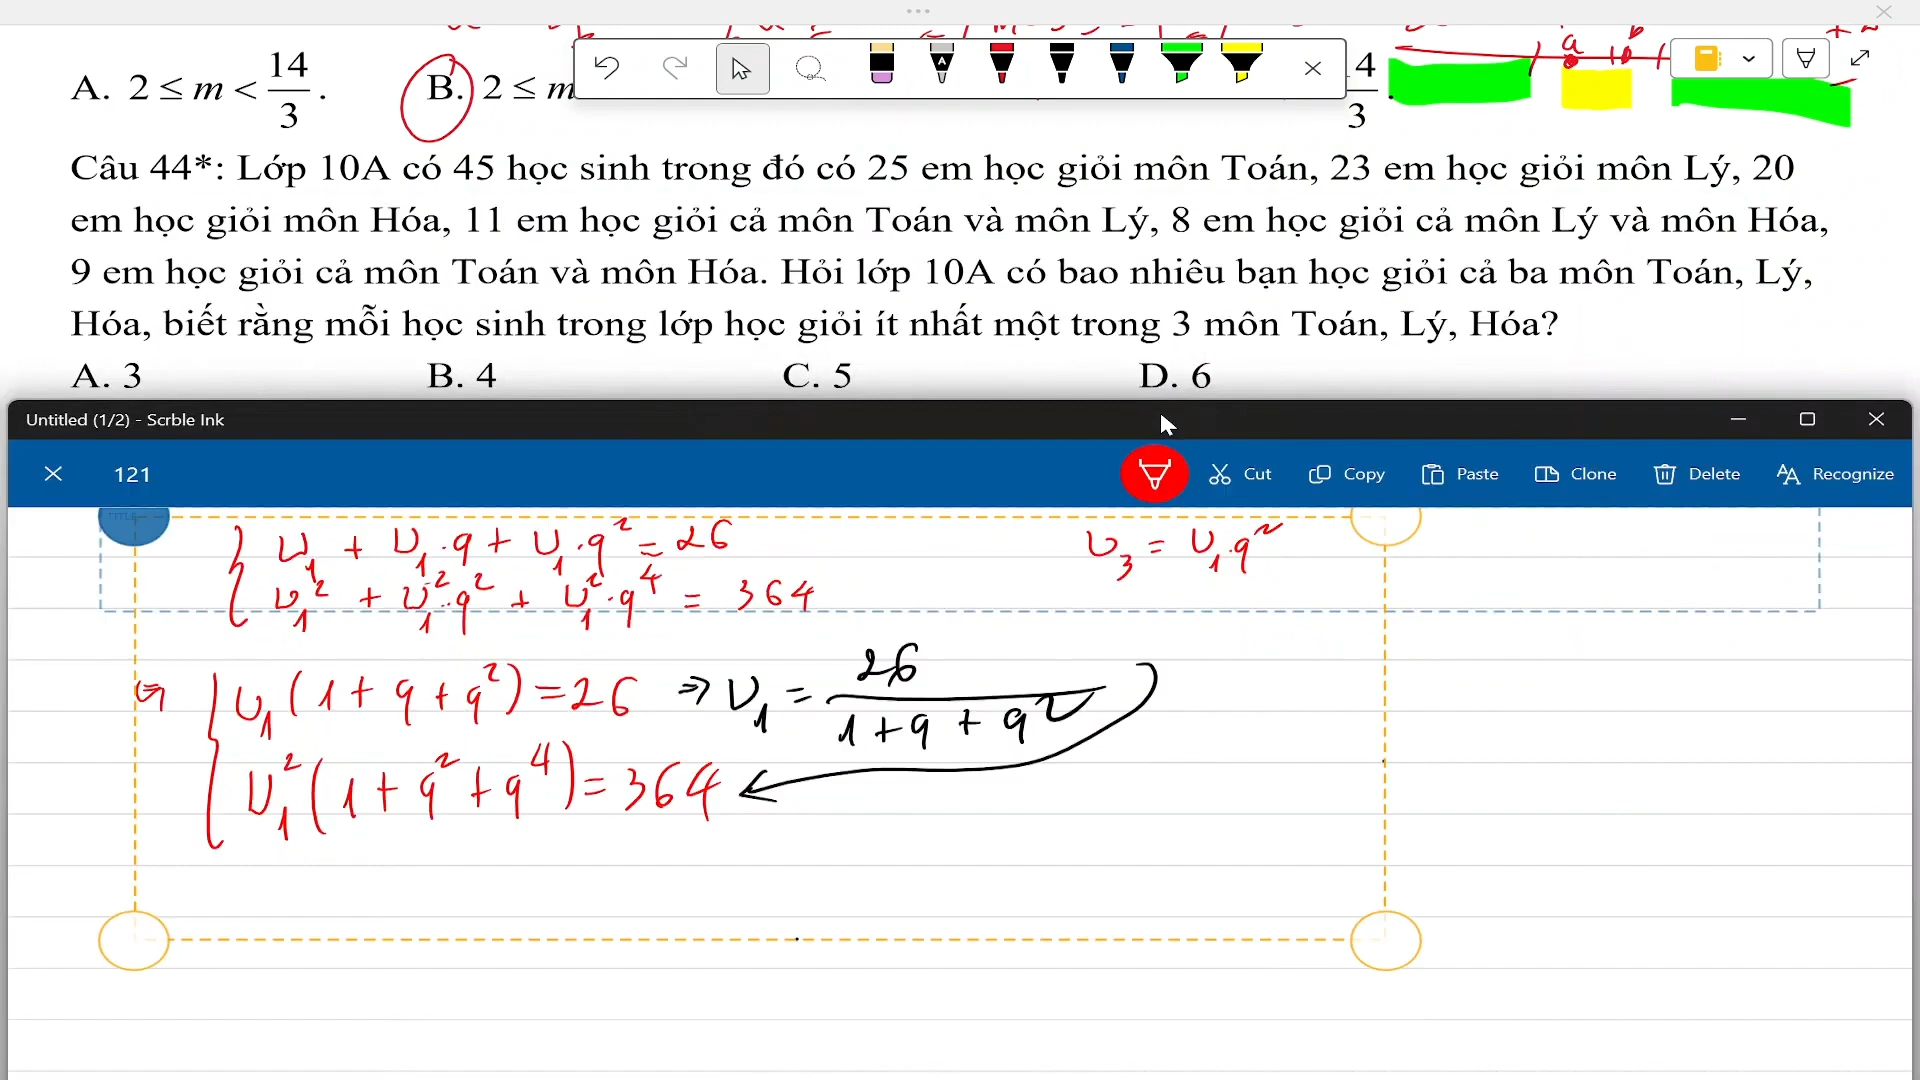 A. 2 ≤ m < 14/3 . B. 2 ≤ m 4/3 .
a b
Câu 44*: Lớp 10A có 45 học sinh trong đó có 25 em học giỏi môn Toán, 23 em học giỏi môn Lý, 20
em học giỏi môn Hóa, 11 em học giỏi cả môn Toán và môn Lý, 8 em học giỏi cả môn Lý và môn Hóa,
9 em học giỏi cả môn Toán và môn Hóa. Hỏi lớp 10A có bao nhiêu bạn học giỏi cả ba môn Toán, Lý,
Hóa, biết rằng mỗi học sinh trong lớp học giỏi ít nhất một trong 3 môn Toán, Lý, Hóa?
A. 3 B. 4 C. 5 D. 6
Untitled (1/2) - Scrble Ink
121 Cut Copy Paste Clone Delete Recognize
TITLE
U₁ + U₁.q + U₁.q² = 26 U₃ = U₁.q²
U₁² + U₁².q² + U₁².q⁴ = 364
⇒ U₁(1 + q + q²) = 26 ⇒ U₁ = 26/(1 + q + q²)
U₁²(1 + q² + q⁴) = 364